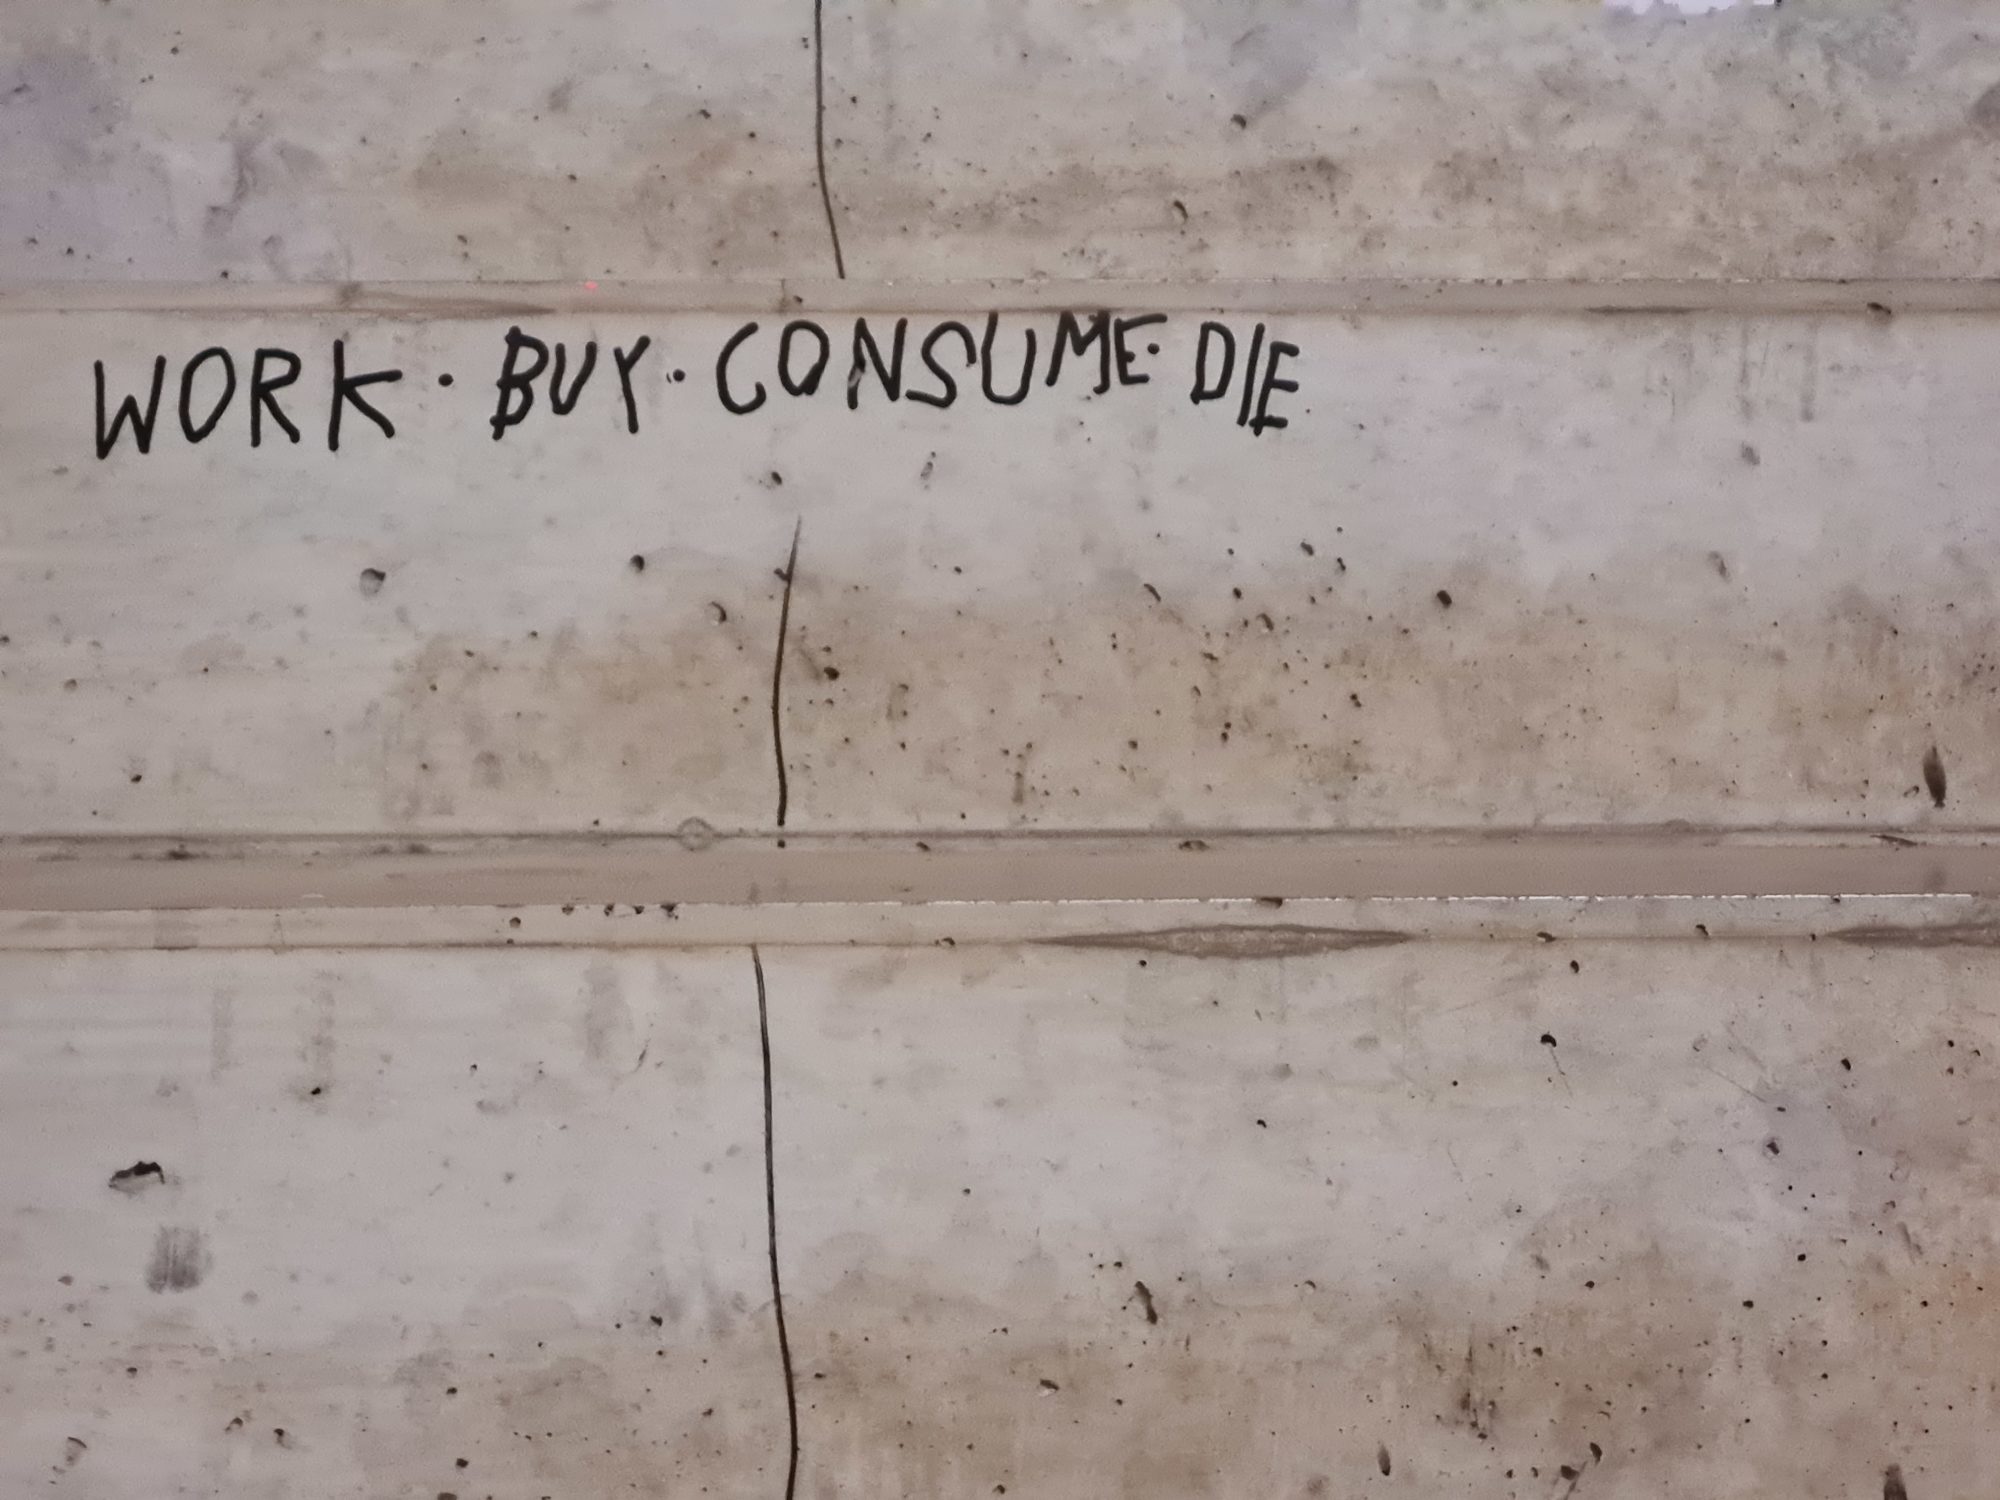 WORK · BUY · CONSUME · DIE